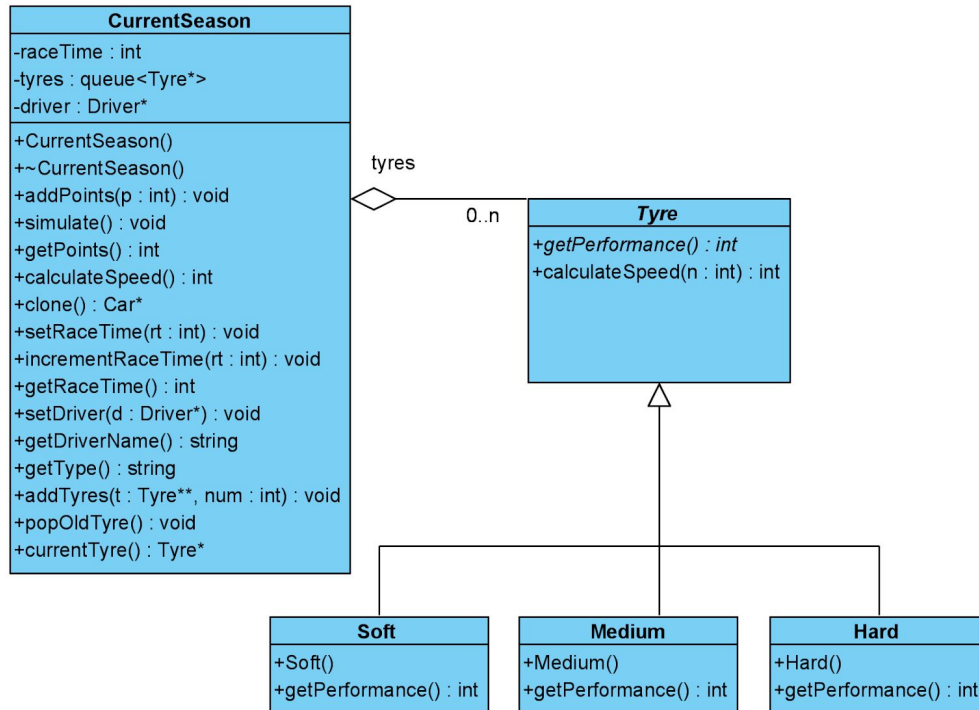 CurrentSeason
-raceTime : int
-tyres : queue<Tyre*>
-driver : Driver*
+CurrentSeason()
+~CurrentSeason()
+addPoints(p : int) : void
+simulate() : void
+getPoints() : int
+calculateSpeed() : int
+clone() : Car*
+setRaceTime(rt : int) : void
+incrementRaceTime(rt : int) : void
+getRaceTime() : int
+setDriver(d : Driver*) : void
+getDriverName() : string
+getType() : string
+addTyres(t : Tyre**, num : int) : void
+popOldTyre() : void
+currentTyre() : Tyre*
tyres
0..n
Tyre
+getPerformance() : int
+calculateSpeed(n : int) : int
Soft
+Soft()
+getPerformance() : int
Medium
+Medium()
+getPerformance() : int
Hard
+Hard()
+getPerformance() : int